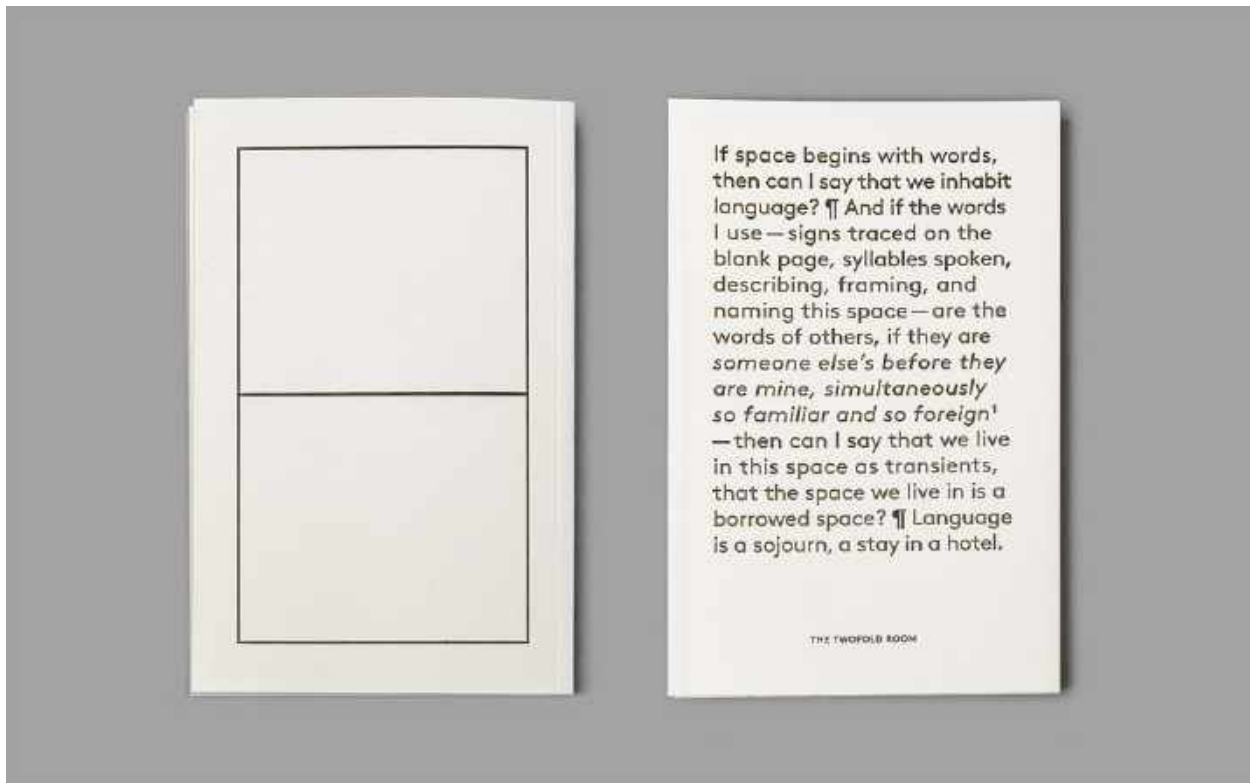 If space begins with words,
then can I say that we inhabit
language? ¶ And if the words
I use—signs traced on the
blank page, syllables spoken,
describing, framing, and
naming this space—are the
words of others, if they are
someone else's before they
are mine, simultaneously
so familiar and so foreign¹
—then can I say that we live
in this space as transients,
that the space we live in is a
borrowed space? ¶ Language
is a sojourn, a stay in a hotel.
THE TWOFOLD ROOM